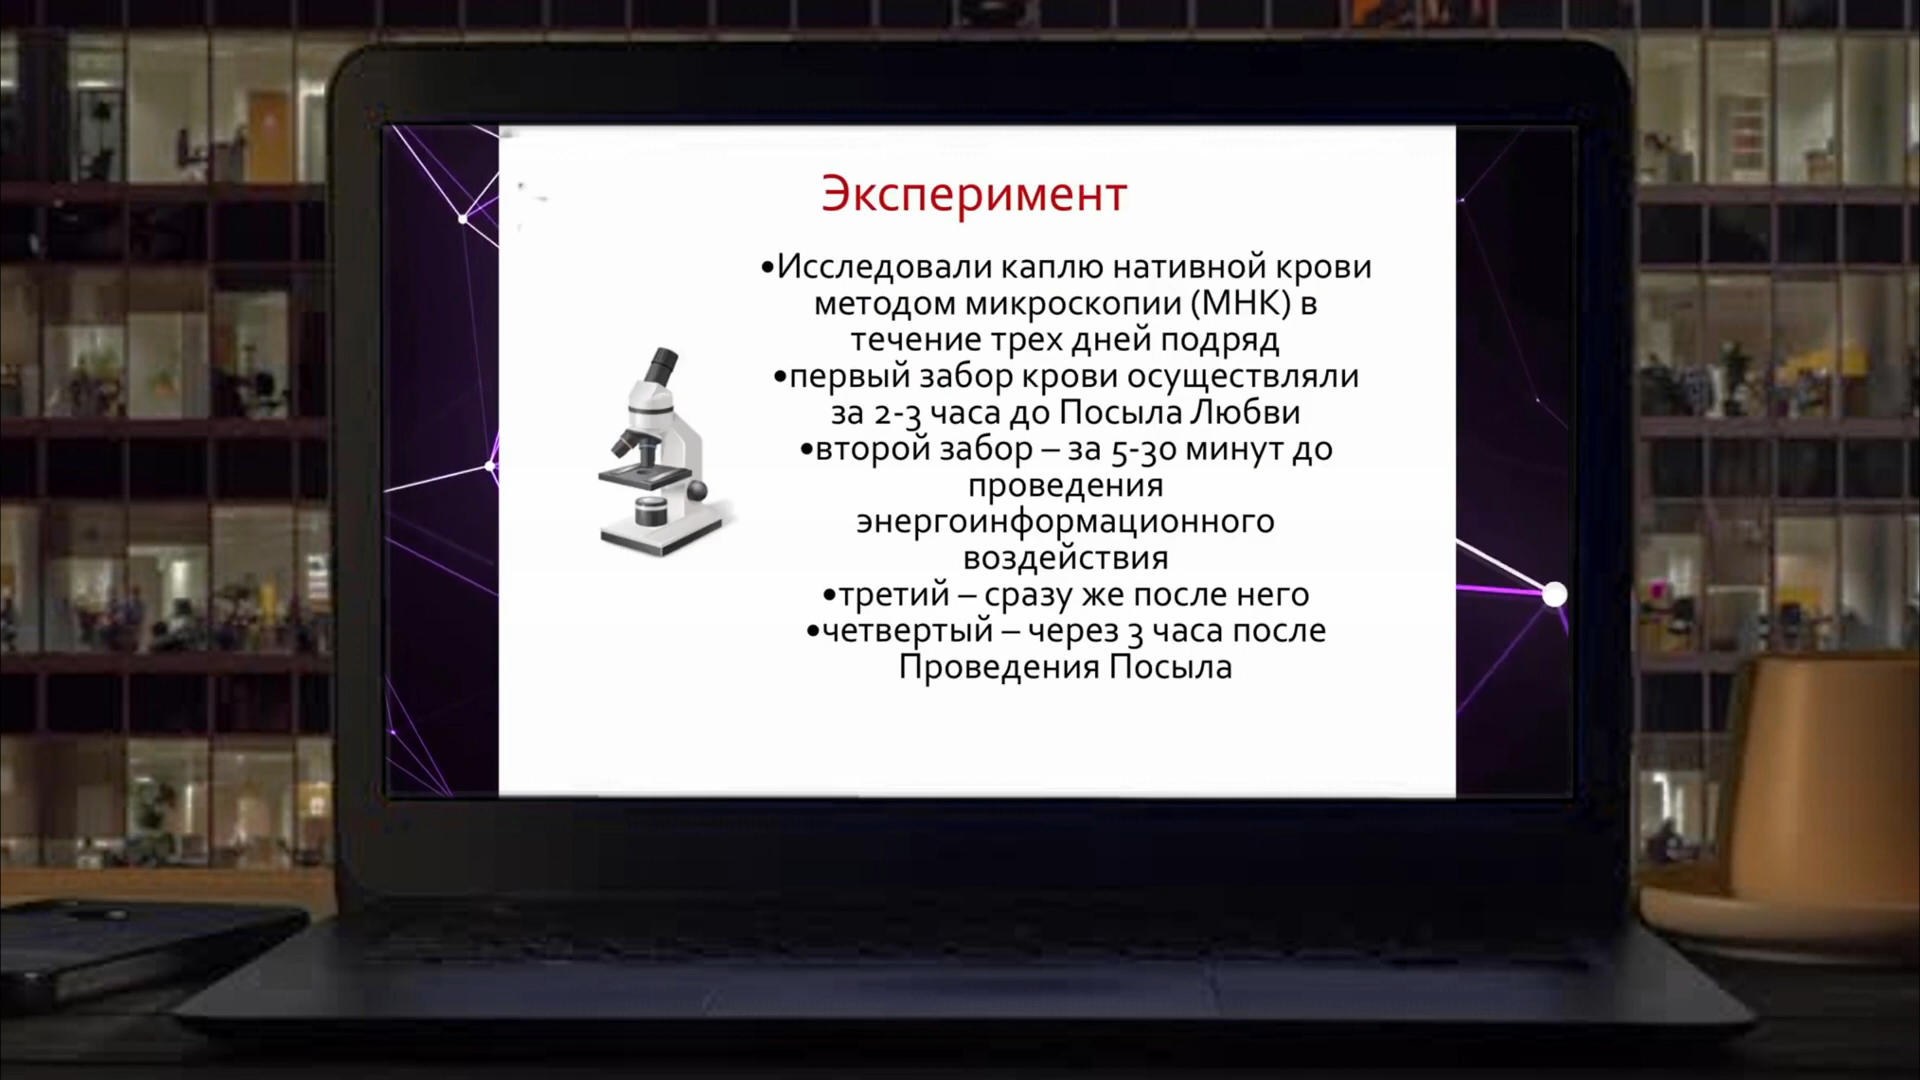 Эксперимент
•Исследовали каплю нативной крови
методом микроскопии (МНК) в
течение трех дней подряд
•первый забор крови осуществляли
за 2-3 часа до Посыла Любви
•второй забор – за 5-30 минут до
проведения
энергоинформационного
воздействия
•третий – сразу же после него
•четвертый – через 3 часа после
Проведения Посыла